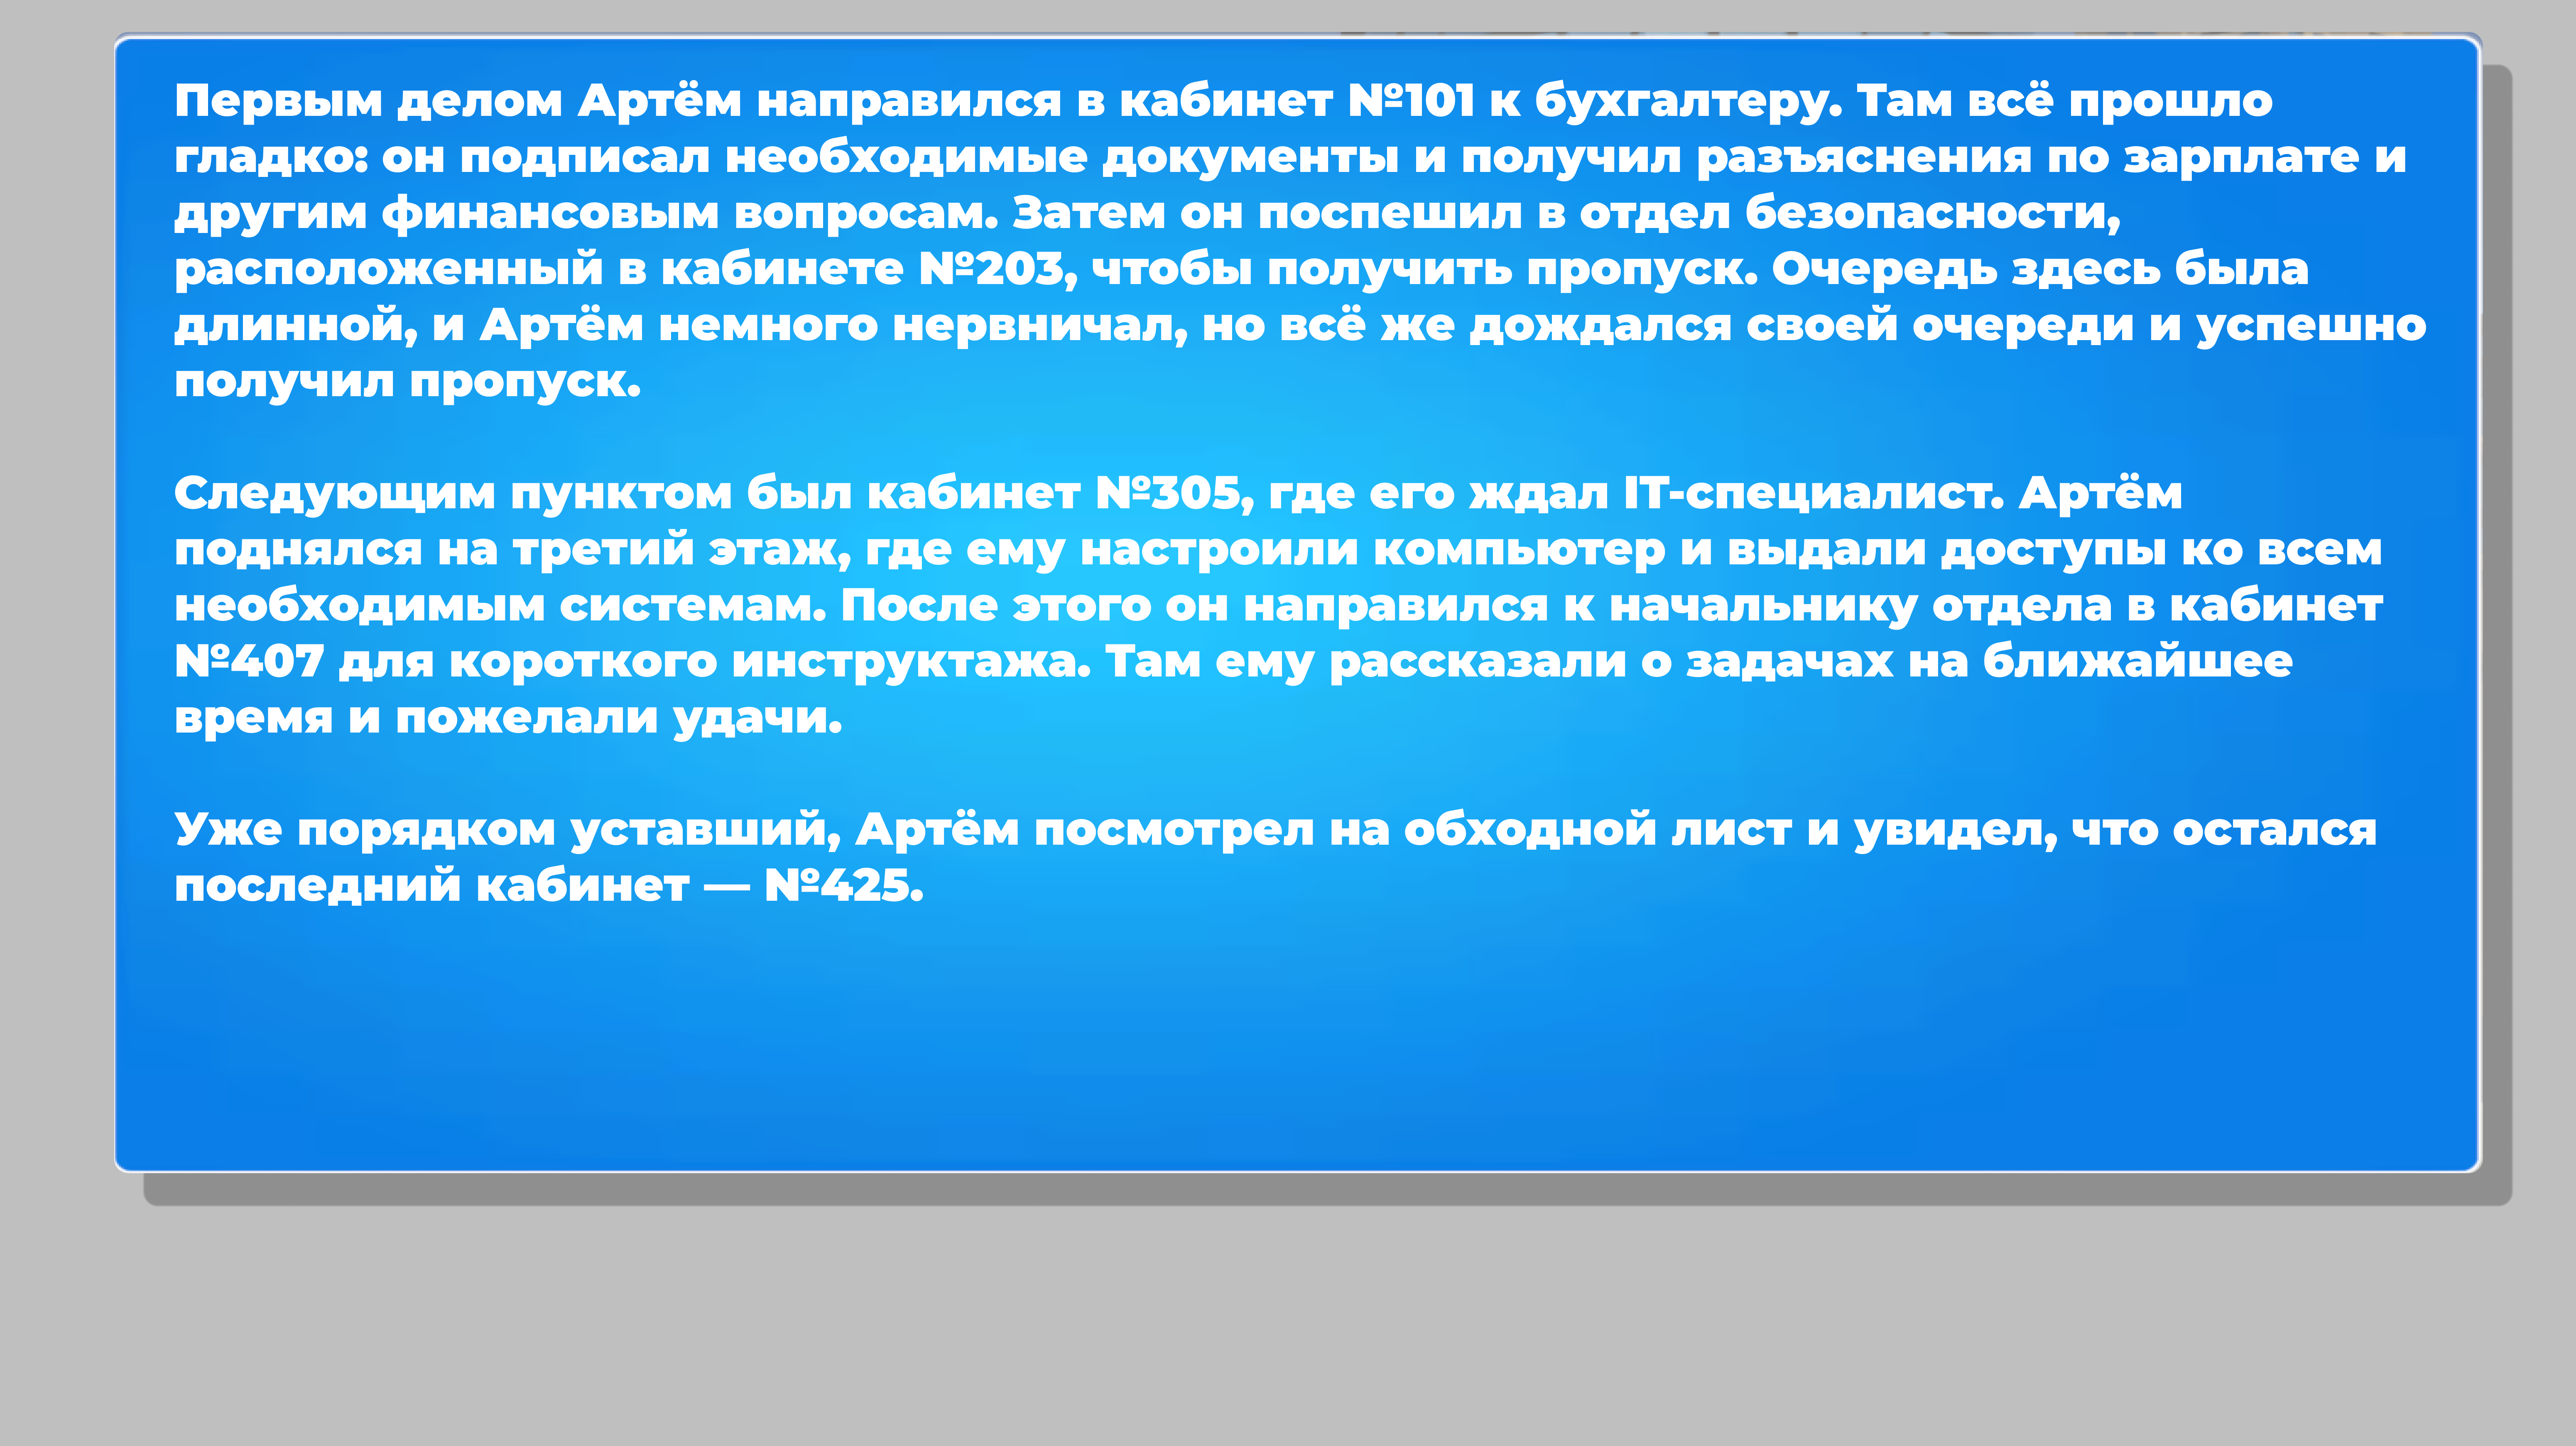 Первым делом Артём направился в кабинет №101 к бухгалтеру. Там всё прошло
гладко: он подписал необходимые документы и получил разъяснения по зарплате и
другим финансовым вопросам. Затем он поспешил в отдел безопасности,
расположенный в кабинете №203, чтобы получить пропуск. Очередь здесь была
длинной, и Артём немного нервничал, но всё же дождался своей очереди и успешно
получил пропуск.
Следующим пунктом был кабинет №305, где его ждал IT-специалист. Артём
поднялся на третий этаж, где ему настроили компьютер и выдали доступы ко всем
необходимым системам. После этого он направился к начальнику отдела в кабинет
№407 для короткого инструктажа. Там ему рассказали о задачах на ближайшее
время и пожелали удачи.
Уже порядком уставший, Артём посмотрел на обходной лист и увидел, что остался
последний кабинет — №425.